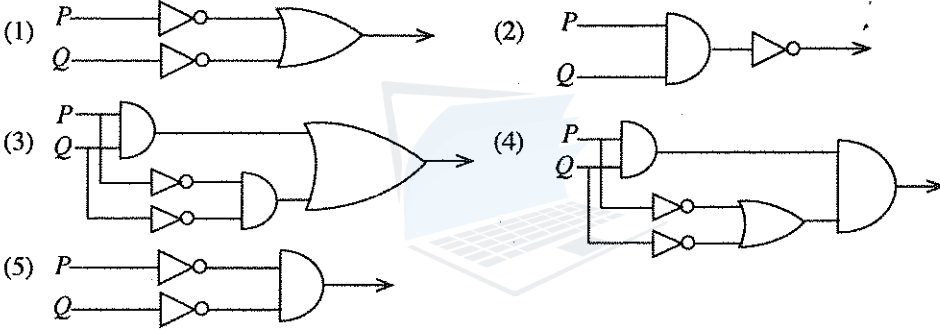 (1) P Q
(2) P Q
(3) P Q
(4) P Q
(5) P Q